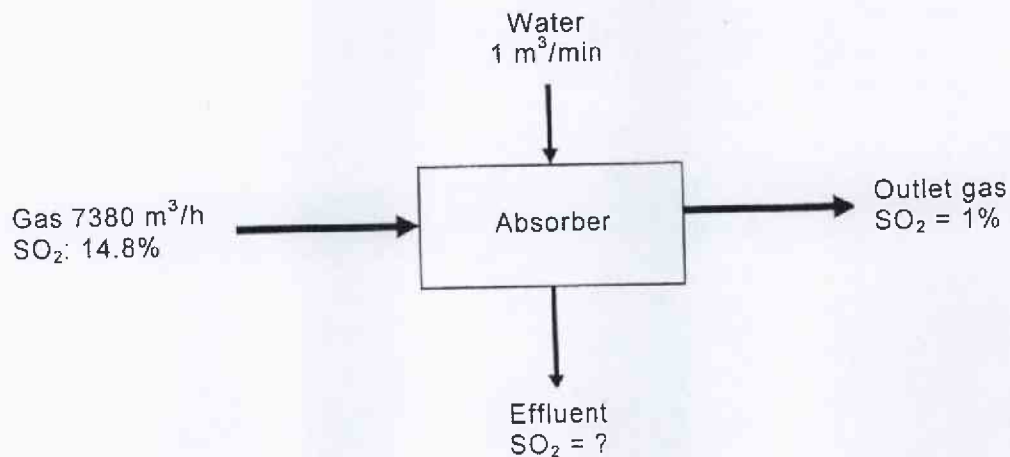 Water
1 m³/min
Gas 7380 m³/h
SO₂: 14.8%
Absorber
Outlet gas
SO₂ = 1%
Effluent
SO₂ = ?